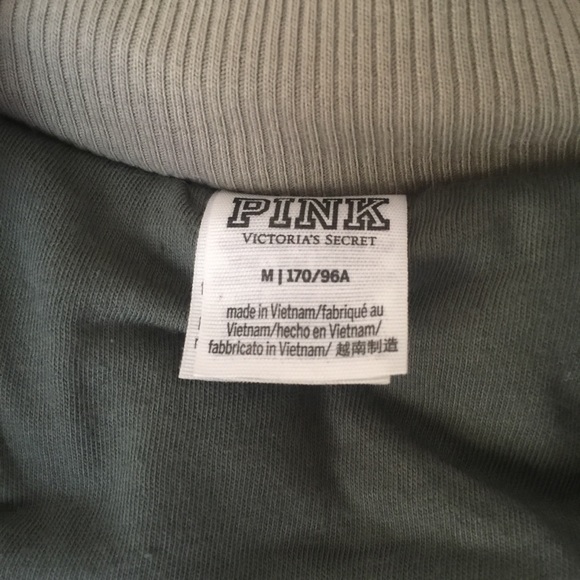 PINK
VICTORIA'S SECRET
M | 170/96A
made in Vietnam/fabriqué au
Vietnam/hecho en Vietnam/
fabbricato in Vietnam/ 越南制造